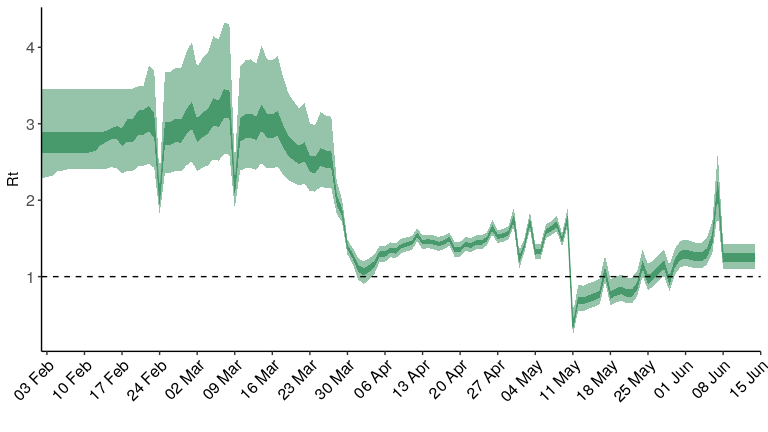 4
3
2
1
Rt
03 Feb
10 Feb
17 Feb
24 Feb
02 Mar
09 Mar
16 Mar
23 Mar
30 Mar
06 Apr
13 Apr
20 Apr
27 Apr
04 May
11 May
18 May
25 May
01 Jun
08 Jun
15 Jun